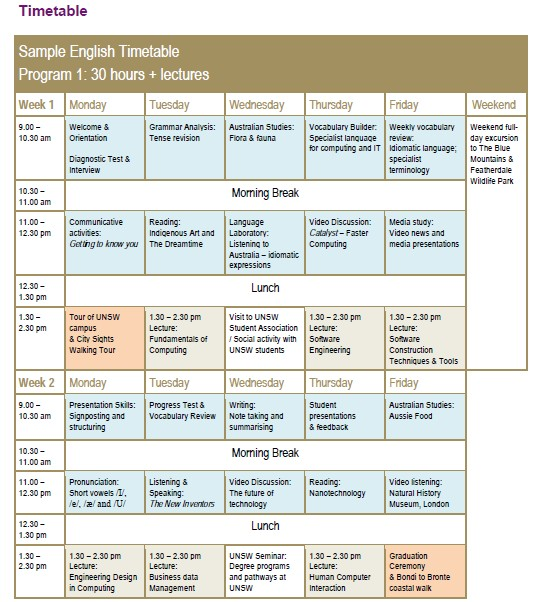 Timetable
Sample English Timetable
Program 1: 30 hours + lectures
Week 1 Monday Tuesday Wednesday Thursday Friday Weekend
9.00 –
10.30 am
Welcome &
Orientation
Diagnostic Test &
Interview
Grammar Analysis:
Tense revision
Australian Studies:
Flora & fauna
Vocabulary Builder:
Specialist language
for computing and IT
Weekly vocabulary
review:
Idiomatic language;
specialist
terminology
Weekend full-
day excursion
to The Blue
Mountains &
Featherdale
Wildlife Park
10.30 –
11.00 am
Morning Break
11.00 –
12.30 pm
Communicative
activities:
Getting to know you
Reading:
Indigenous Art and
The Dreamtime
Language
Laboratory:
Listening to
Australia – idiomatic
expressions
Video Discussion:
Catalyst – Faster
Computing
Media study:
Video news and
media presentations
12.30 –
1.30 pm
Lunch
1.30 –
2.30 pm
Tour of UNSW
campus
& City Sights
Walking Tour
1.30 – 2.30 pm
Lecture:
Fundamentals of
Computing
Visit to UNSW
Student Association
/ Social activity with
UNSW students
1.30 – 2.30 pm
Lecture:
Software
Engineering
1.30 – 2.30 pm
Lecture:
Software
Construction
Techniques & Tools
Week 2 Monday Tuesday Wednesday Thursday Friday
9.00 –
10.30 am
Presentation Skills:
Signposting and
structuring
Progress Test &
Vocabulary Review
Writing:
Note taking and
summarising
Student
presentations
& feedback
Australian Studies:
Aussie Food
10.30 –
11.00 am
Morning Break
11.00 –
12.30 pm
Pronunciation:
Short vowels /I/,
/e/, /æ/ and /Ʊ/
Listening &
Speaking:
The New Inventors
Video Discussion:
The future of
technology
Reading:
Nanotechnology
Video listening:
Natural History
Museum, London
12.30 –
1.30 pm
Lunch
1.30 –
2.30 pm
1.30 – 2.30 pm
Lecture:
Engineering Design
in Computing
1.30 – 2.30 pm
Lecture:
Business data
Management
UNSW Seminar:
Degree programs
and pathways at
UNSW
1.30 – 2.30 pm
Lecture:
Human Computer
Interaction
Graduation
Ceremony
& Bondi to Bronte
coastal walk